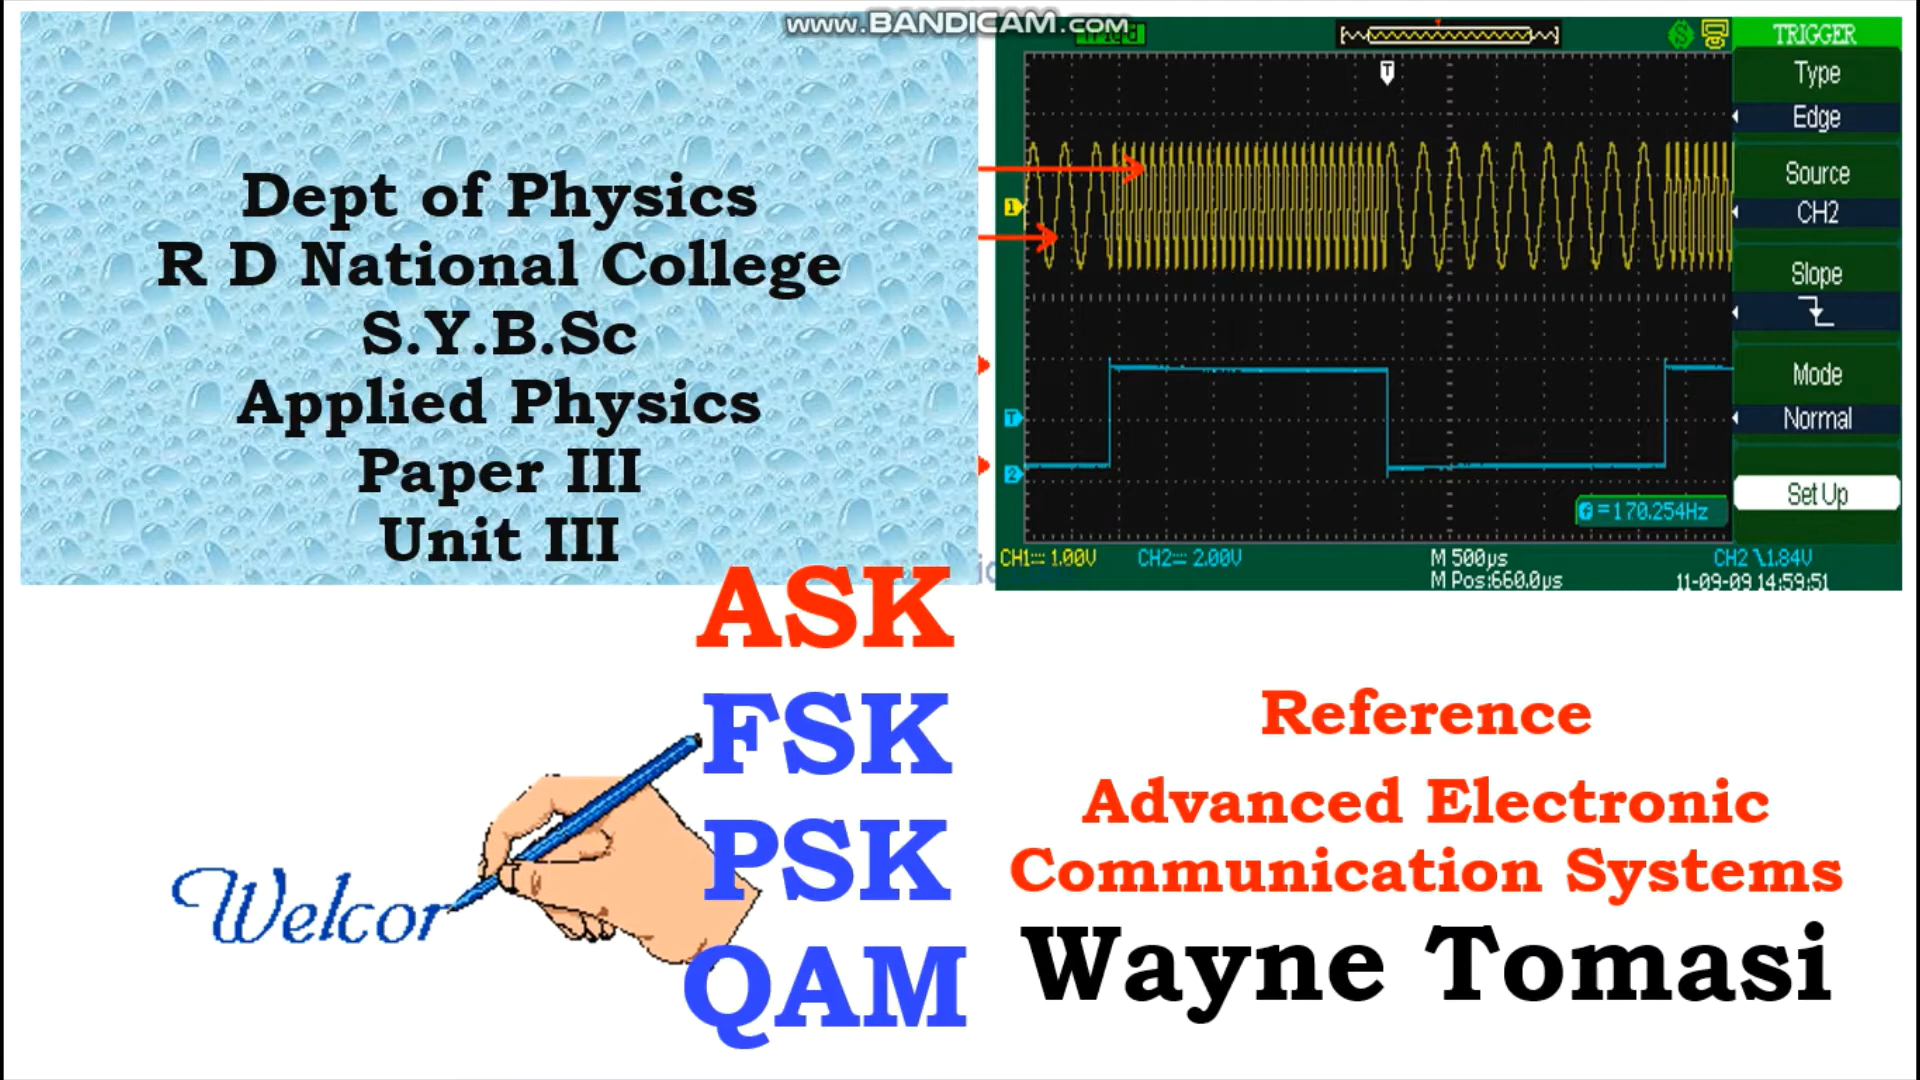 www.BANDICAM.com
Dept of Physics
R D National College
S.Y.B.Sc
Applied Physics
Paper III
Unit III
TRIGGER
Type
Edge
Source
CH2
Slope
Mode
Normal
Set Up
T
1
T
2
f =170.254Hz
CH1 1.00V CH2 2.00V M 500µs CH2 1.84V
M Pos:660.0µs 11-09-09 14:59:51
ASK
FSK
PSK
QAM
Welcor
Reference
Advanced Electronic
Communication Systems
Wayne Tomasi